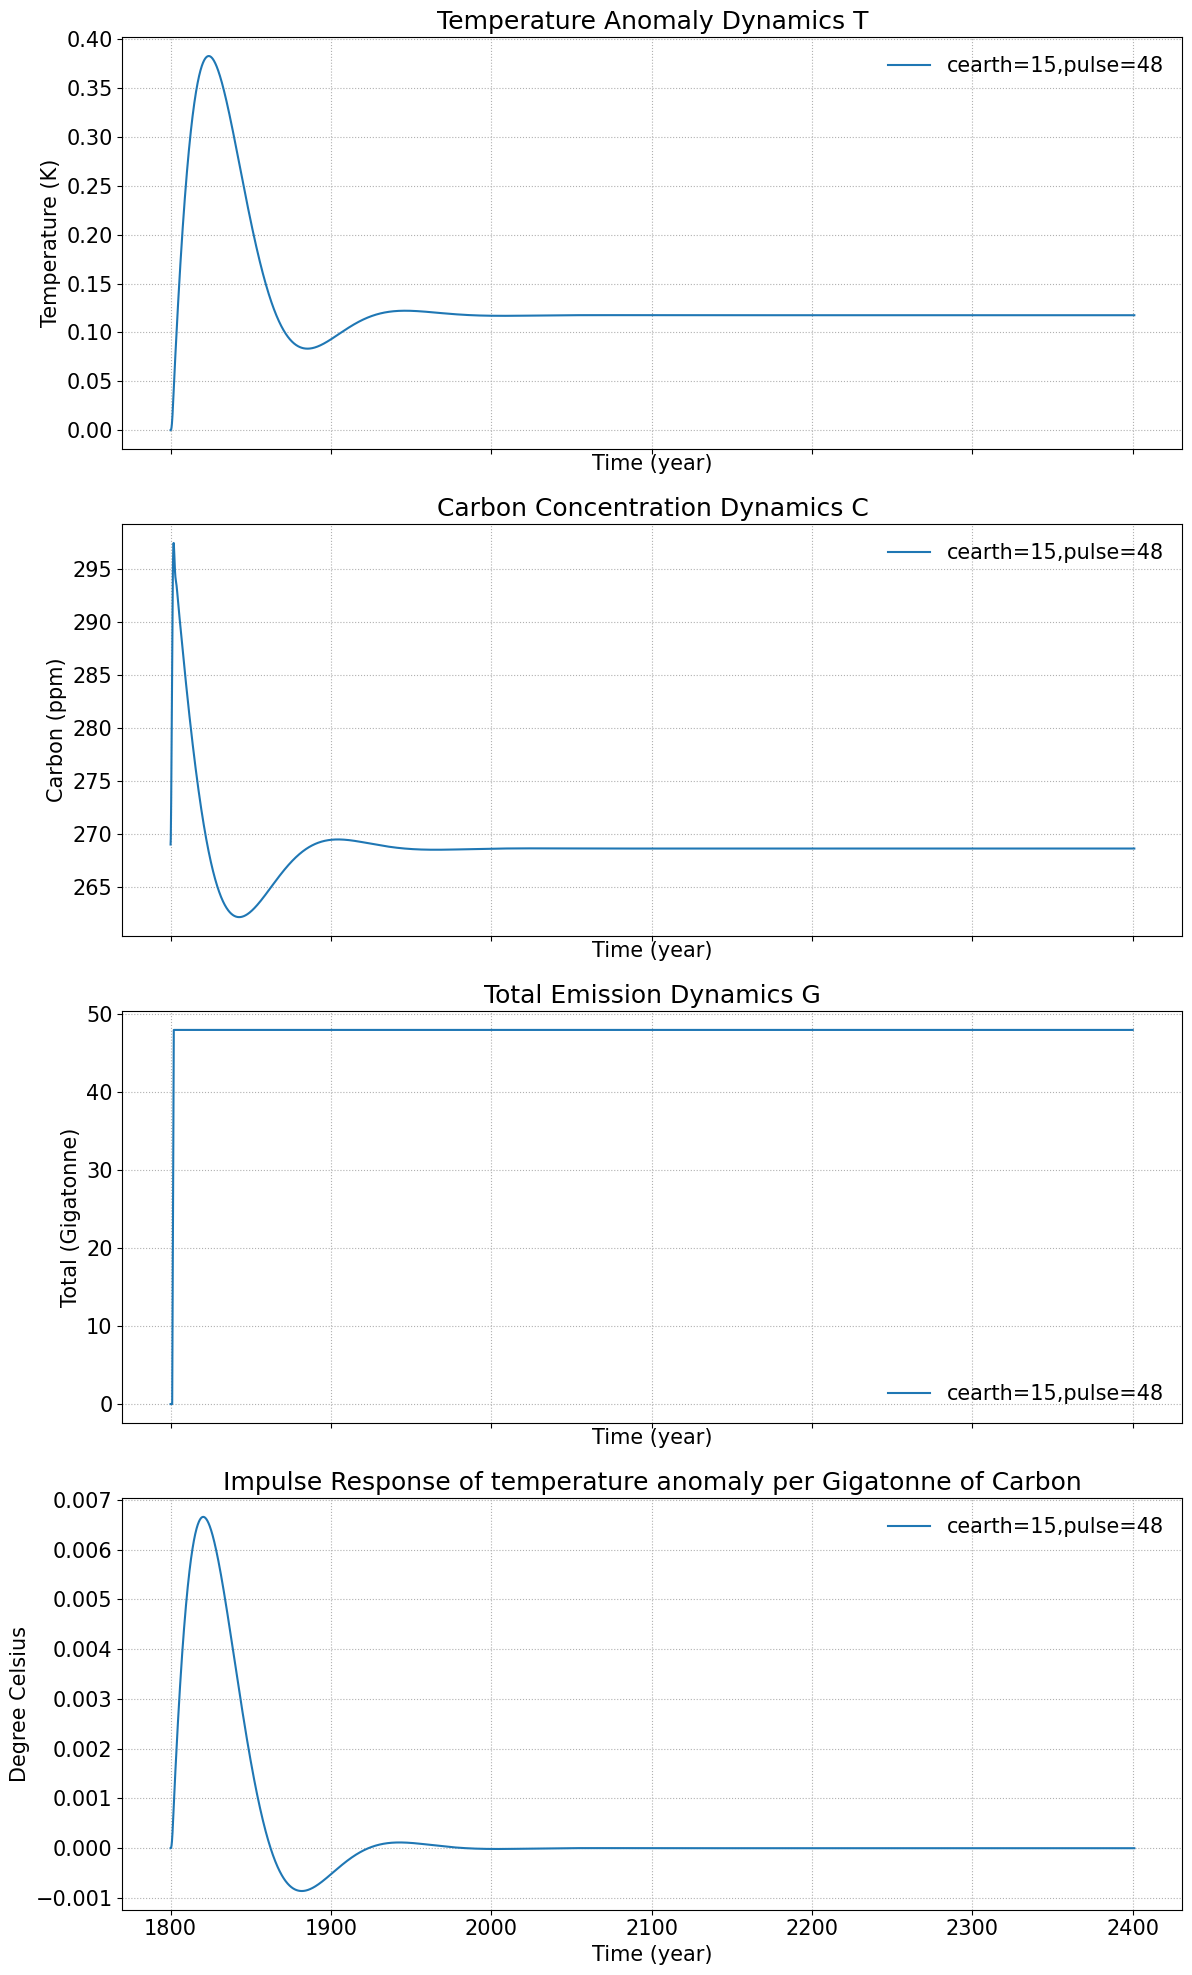 Temperature Anomaly Dynamics T
0.40
0.35
0.30
0.25
0.20
0.15
0.10
0.05
0.00
Temperature (K)
cearth=15,pulse=48
Time (year)
Carbon Concentration Dynamics C
295
290
285
280
275
270
265
Carbon (ppm)
cearth=15,pulse=48
Time (year)
Total Emission Dynamics G
50
40
30
20
10
0
Total (Gigatonne)
cearth=15,pulse=48
Time (year)
Impulse Response of temperature anomaly per Gigatonne of Carbon
0.007
0.006
0.005
0.004
0.003
0.002
0.001
0.000
−0.001
Degree Celsius
cearth=15,pulse=48
1800 1900 2000 2100 2200 2300 2400
Time (year)